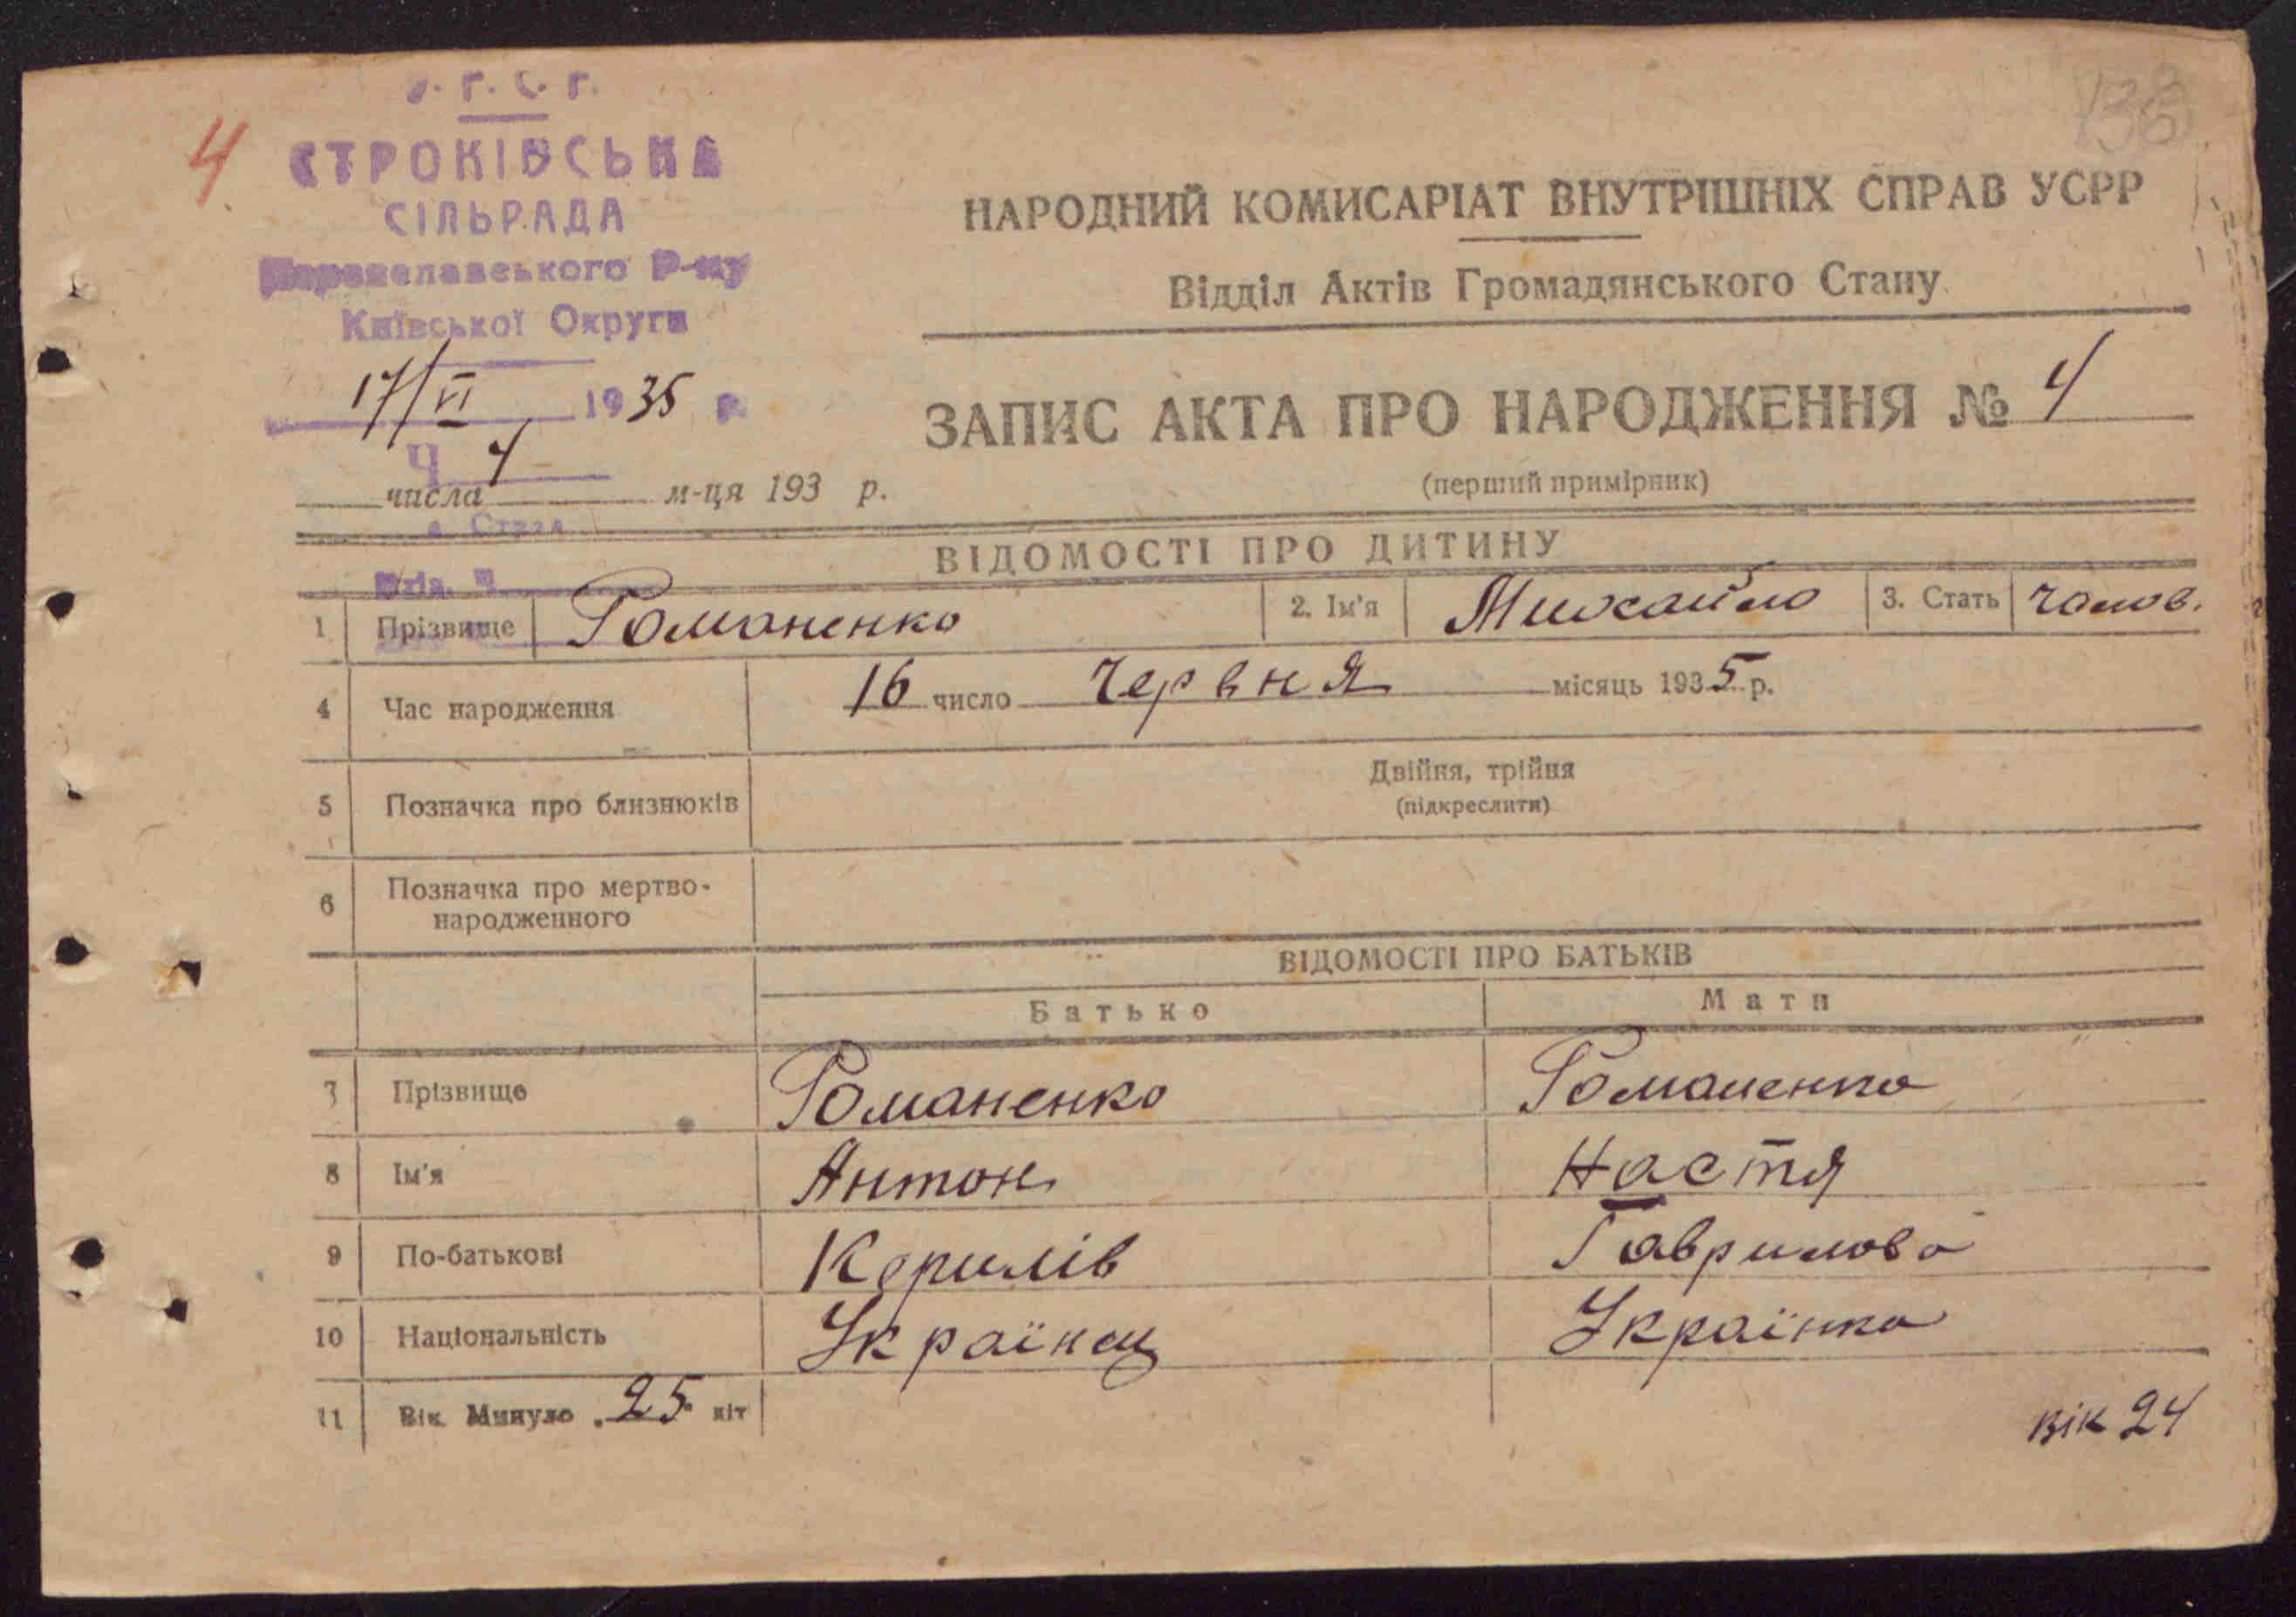 4
СТРОКІВСЬКА
СІЛЬРАДА
Переяславського Р-ну
Київської Округи
17/VI 1935 р.
Ч 4
числа м-ця 193 р.
136
НАРОДНИЙ КОМИСАРІАТ ВНУТРІШНІХ СПРАВ УСРР
Відділ Актів Громадянського Стану
ЗАПИС АКТА ПРО НАРОДЖЕННЯ № 4
(перший примірник)
ВІДОМОСТІ ПРО ДИТИНУ
1 Прізвище Романенко 2. Ім'я Михайло 3. Стать чолов.
4 Час народження 16 число Червня місяць 1935 р.
5 Позначка про близнюків Двійня, трійня
(підкреслити)
6 Позначка про мертво-
народженного
ВІДОМОСТІ ПРО БАТЬКІВ
Батько Мати
7 Прізвище Романенко Романенко
8 Ім'я Антон Настя
9 По-батькові Керилів Гаврилова
10 Національність Українец Українка
11 Вік. Минуло 25 літ вік 24